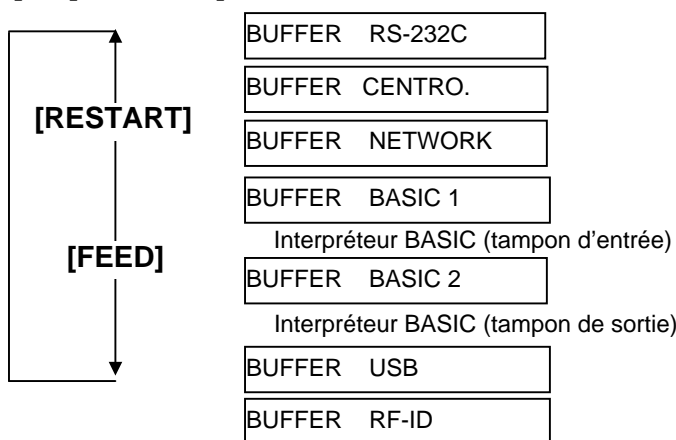 BUFFER RS-232C
BUFFER CENTRO.
[RESTART]
BUFFER NETWORK
BUFFER BASIC 1
Interpréteur BASIC (tampon d'entrée)
[FEED]
BUFFER BASIC 2
Interpréteur BASIC (tampon de sortie)
BUFFER USB
BUFFER RF-ID